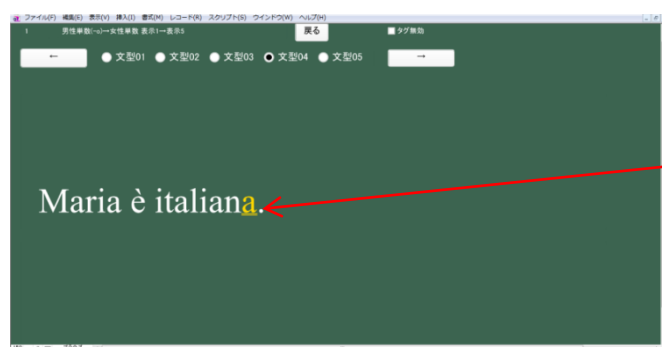 ファイル(F) 編集(E) 表示(V) 挿入(I) 書式(M) レコード(R) スクリプト(S) ウインドウ(W) ヘルプ(H)
1 男性単数(-o)→女性単数 表示1→表示5 戻る タグ無効
← 文型01 文型02 文型03 文型04 文型05 →
Maria è italiana.